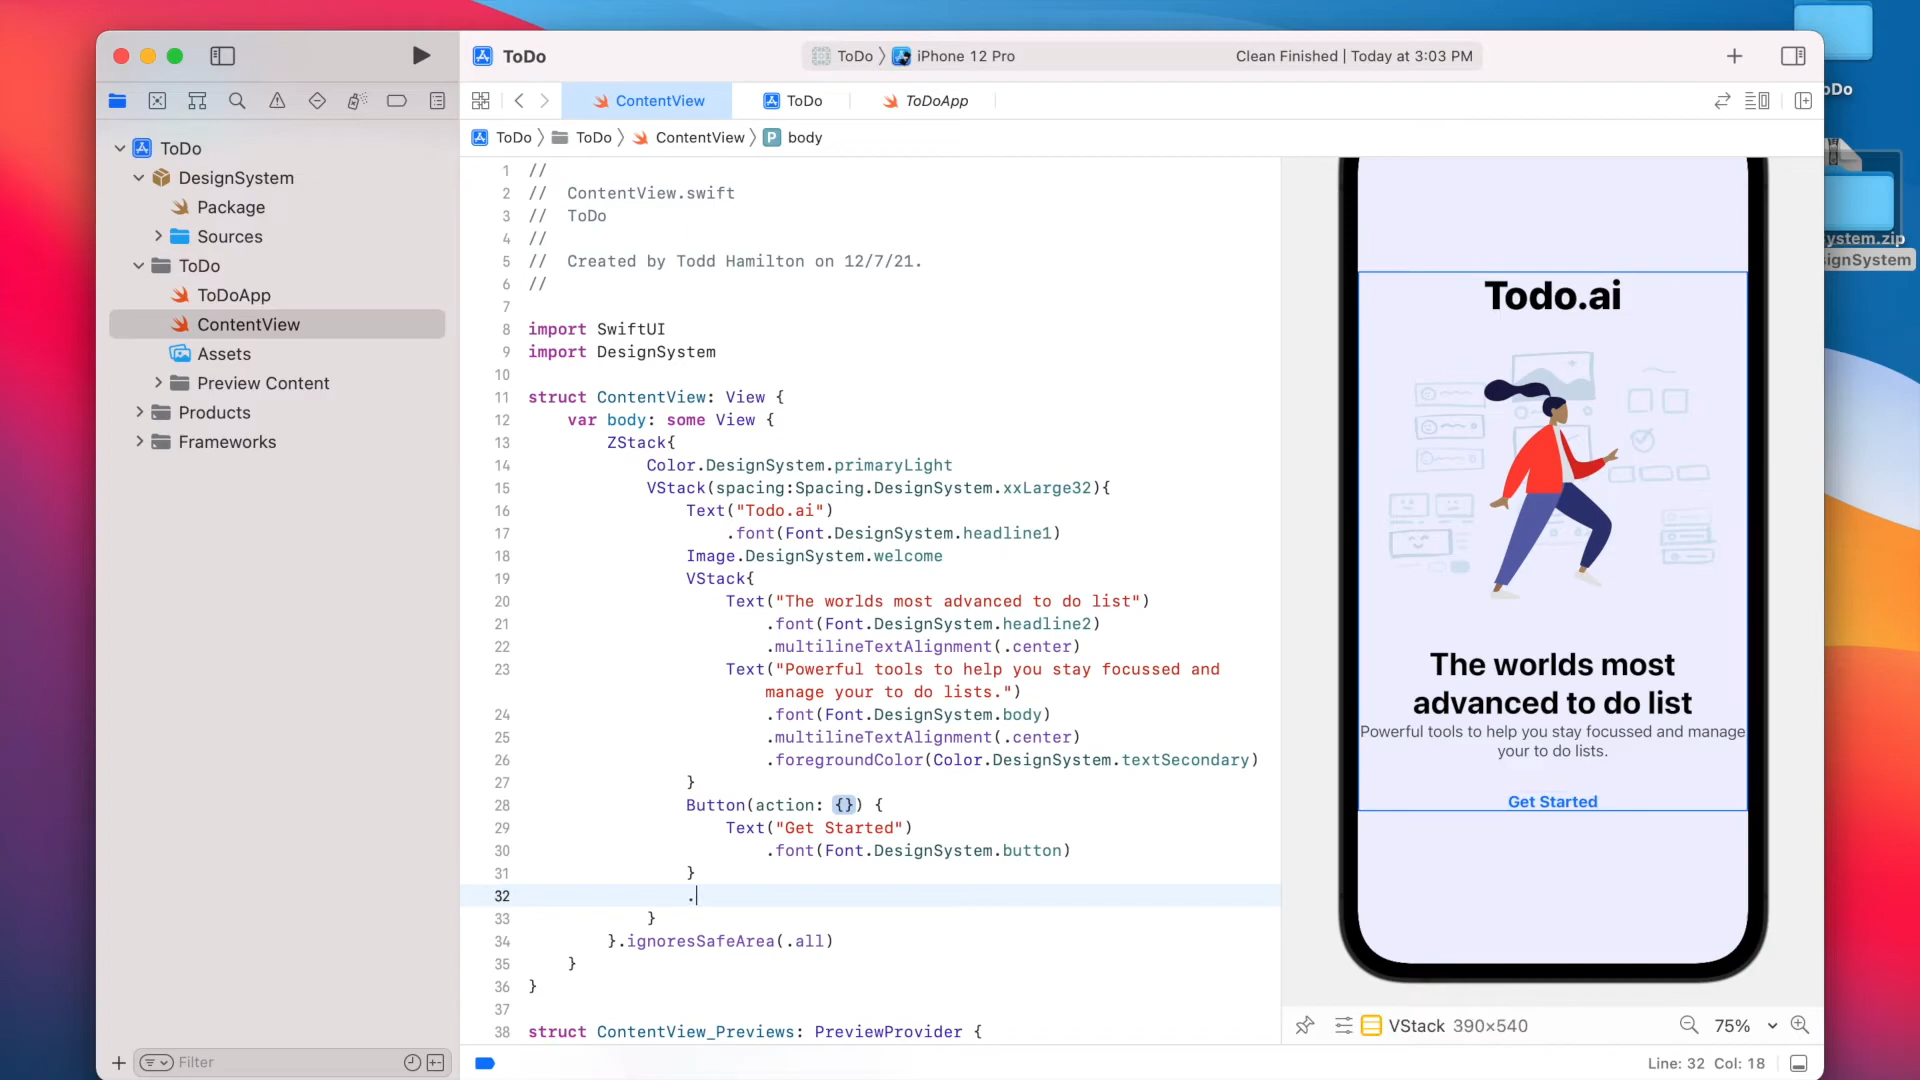 ToDo
ToDo
iPhone 12 Pro
Clean Finished | Today at 3:03 PM
ContentView
ToDo
ToDoApp
ToDo
ToDo
ContentView
P
body
ToDo
DesignSystem
Package
Sources
ToDo
ToDoApp
ContentView
Assets
Preview Content
Products
Frameworks
Filter
1 //
2 //  ContentView.swift
3 //  ToDo
4 //
5 //  Created by Todd Hamilton on 12/7/21.
6 //
7
8 import SwiftUI
9 import DesignSystem
10
11 struct ContentView: View {
12     var body: some View {
13         ZStack{
14             Color.DesignSystem.primaryLight
15             VStack(spacing:Spacing.DesignSystem.xxLarge32){
16                 Text("Todo.ai")
17                     .font(Font.DesignSystem.headline1)
18                 Image.DesignSystem.welcome
19                 VStack{
20                     Text("The worlds most advanced to do list")
21                         .font(Font.DesignSystem.headline2)
22                         .multilineTextAlignment(.center)
23                     Text("Powerful tools to help you stay focussed and
manage your to do lists.")
24                         .font(Font.DesignSystem.body)
25                         .multilineTextAlignment(.center)
26                         .foregroundColor(Color.DesignSystem.textSecondary)
27                 }
28                 Button(action: {}) {
29                     Text("Get Started")
30                         .font(Font.DesignSystem.button)
31                 }
32                 .
33             }
34         }.ignoresSafeArea(.all)
35     }
36 }
37
38 struct ContentView_Previews: PreviewProvider {
Todo.ai
The worlds most
advanced to do list
Powerful tools to help you stay focussed and manage
your to do lists.
Get Started
VStack 390×540
75%
Line: 32 Col: 18
oDo
ystem.zip
signSystem